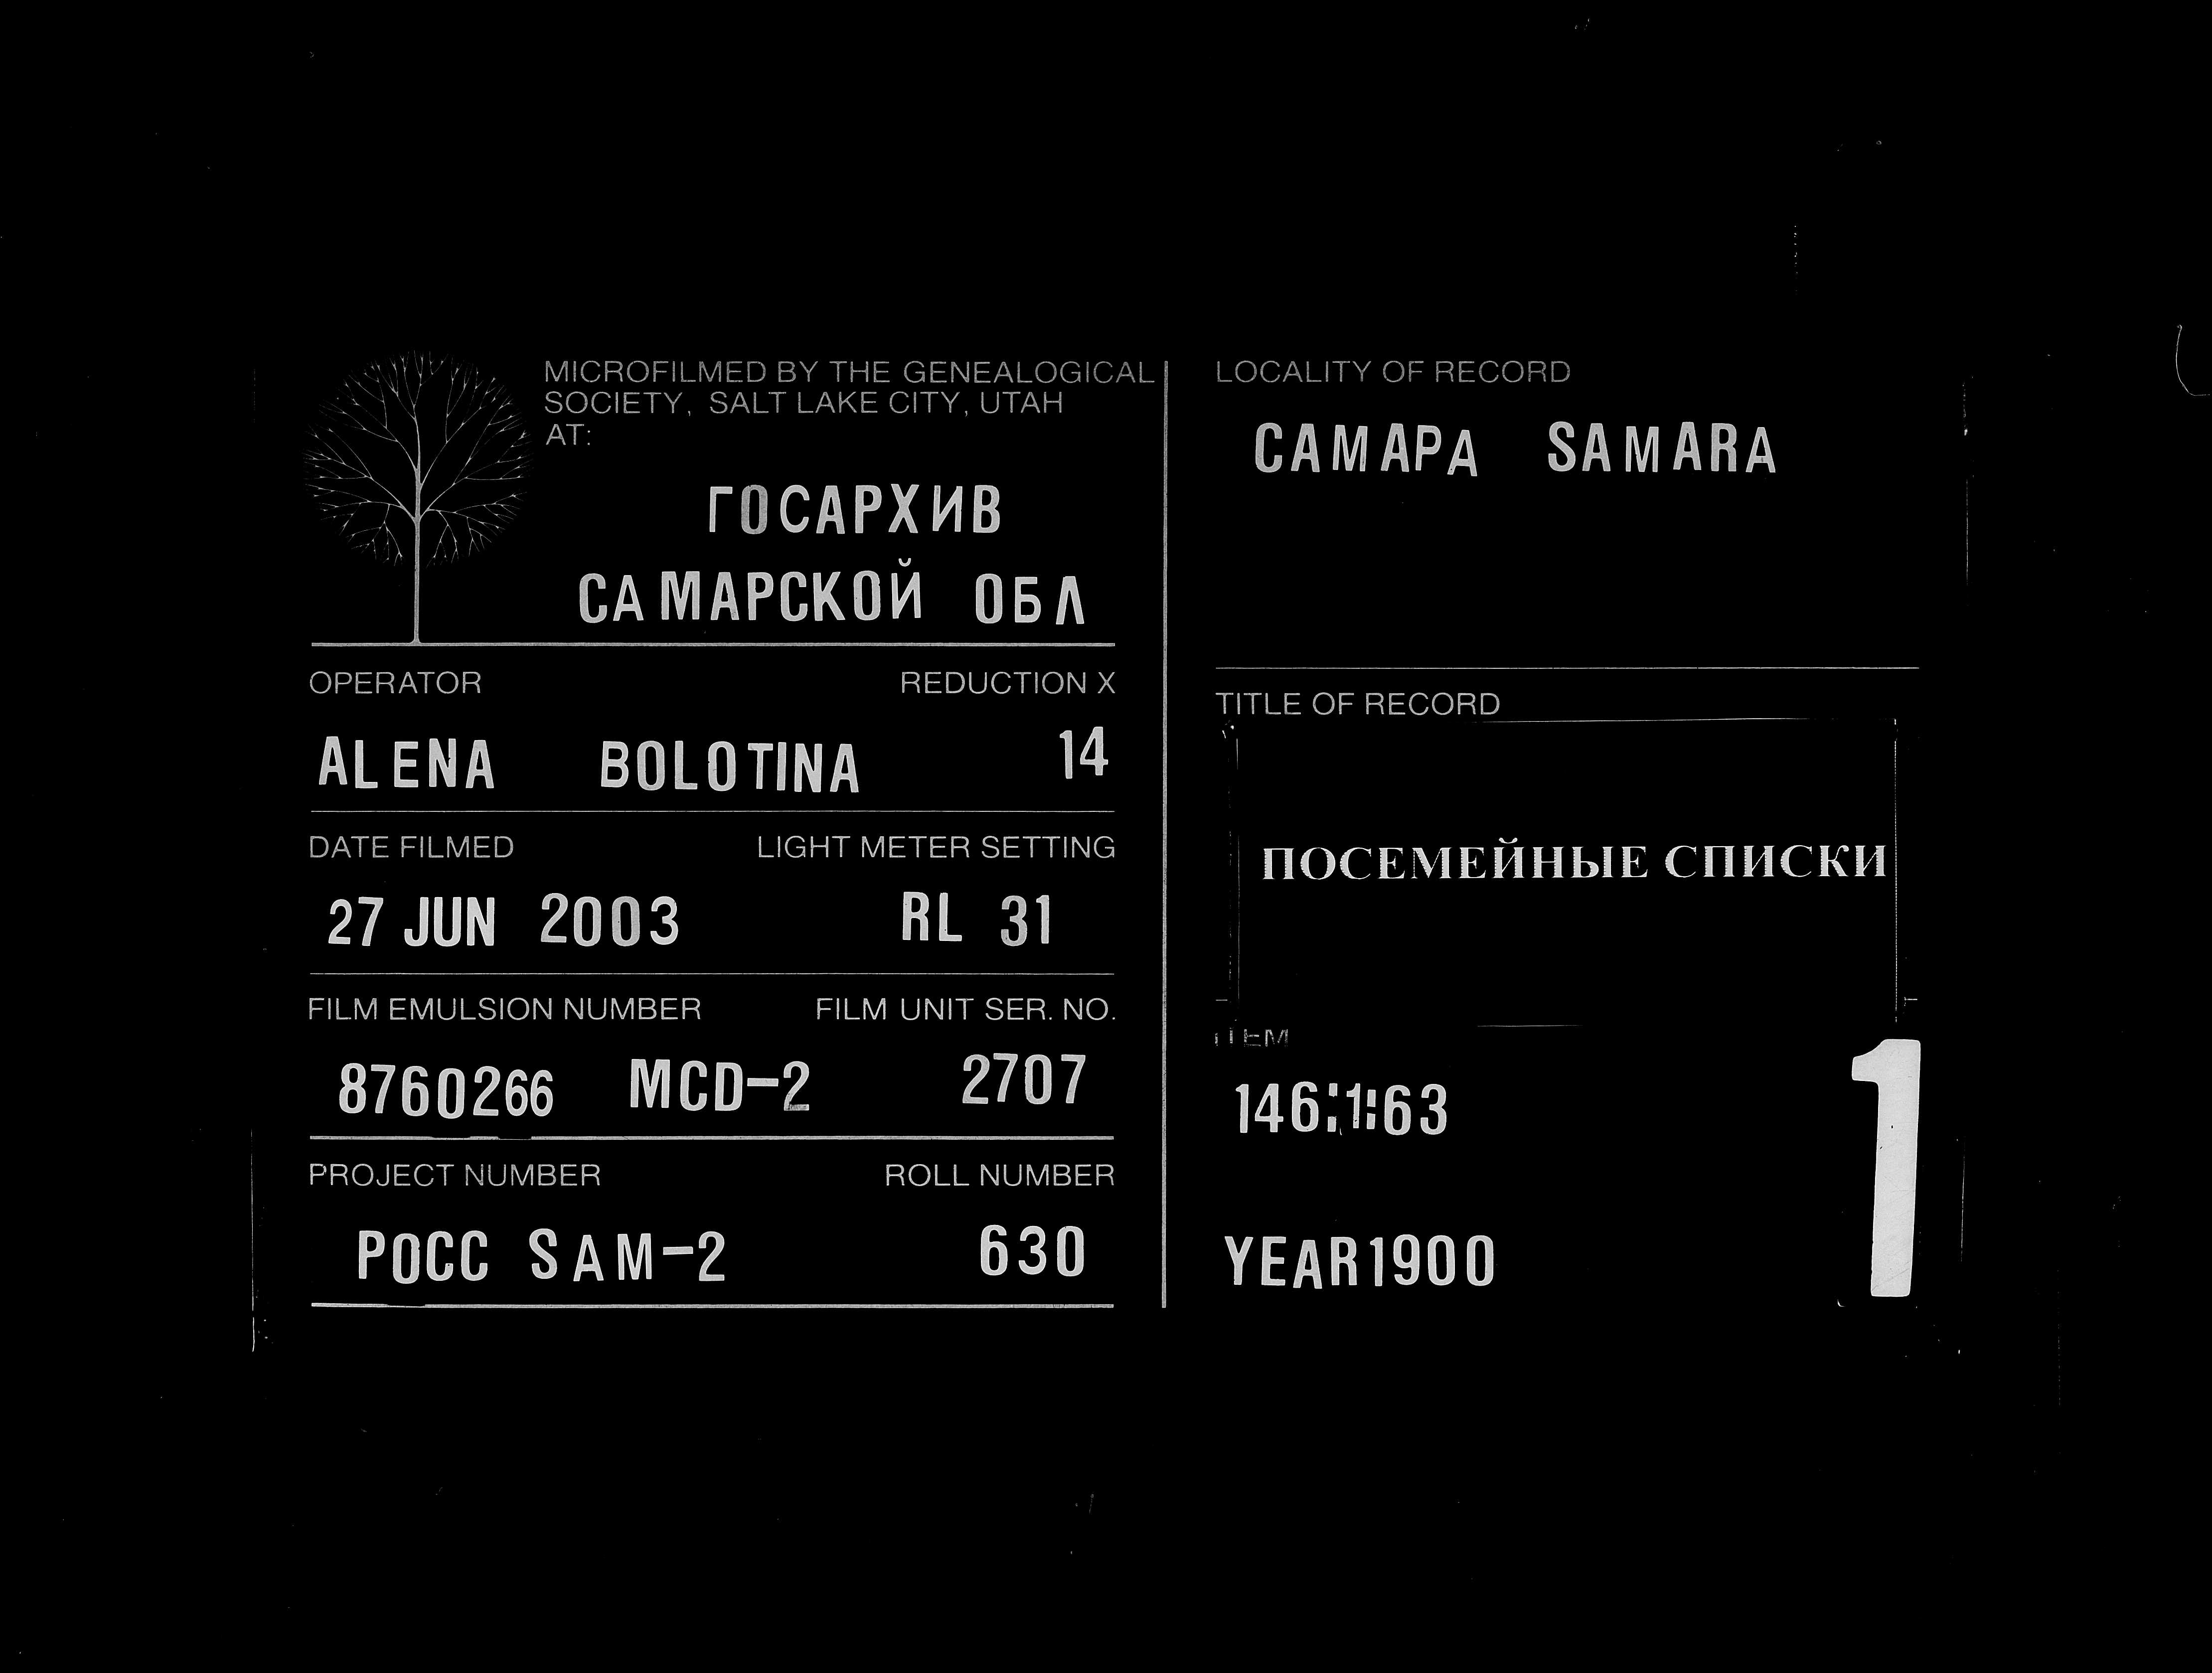 MICROFILMED BY THE GENEALOGICAL
SOCIETY, SALT LAKE CITY, UTAH
AT:
ГОСАРХИВ
САМАРСКОЙ ОБЛ
OPERATOR REDUCTION X
ALENA BOLOTINA 14
DATE FILMED LIGHT METER SETTING
27 JUN 2003 RL 31
FILM EMULSION NUMBER FILM UNIT SER. NO.
8760266 MCD-2 2707
PROJECT NUMBER ROLL NUMBER
РОСС SAM-2 630
LOCALITY OF RECORD
САМАРА SAMARA
TITLE OF RECORD
ПОСЕМЕЙНЫЕ СПИСКИ
ITEM
146:1:63
YEAR1900
1